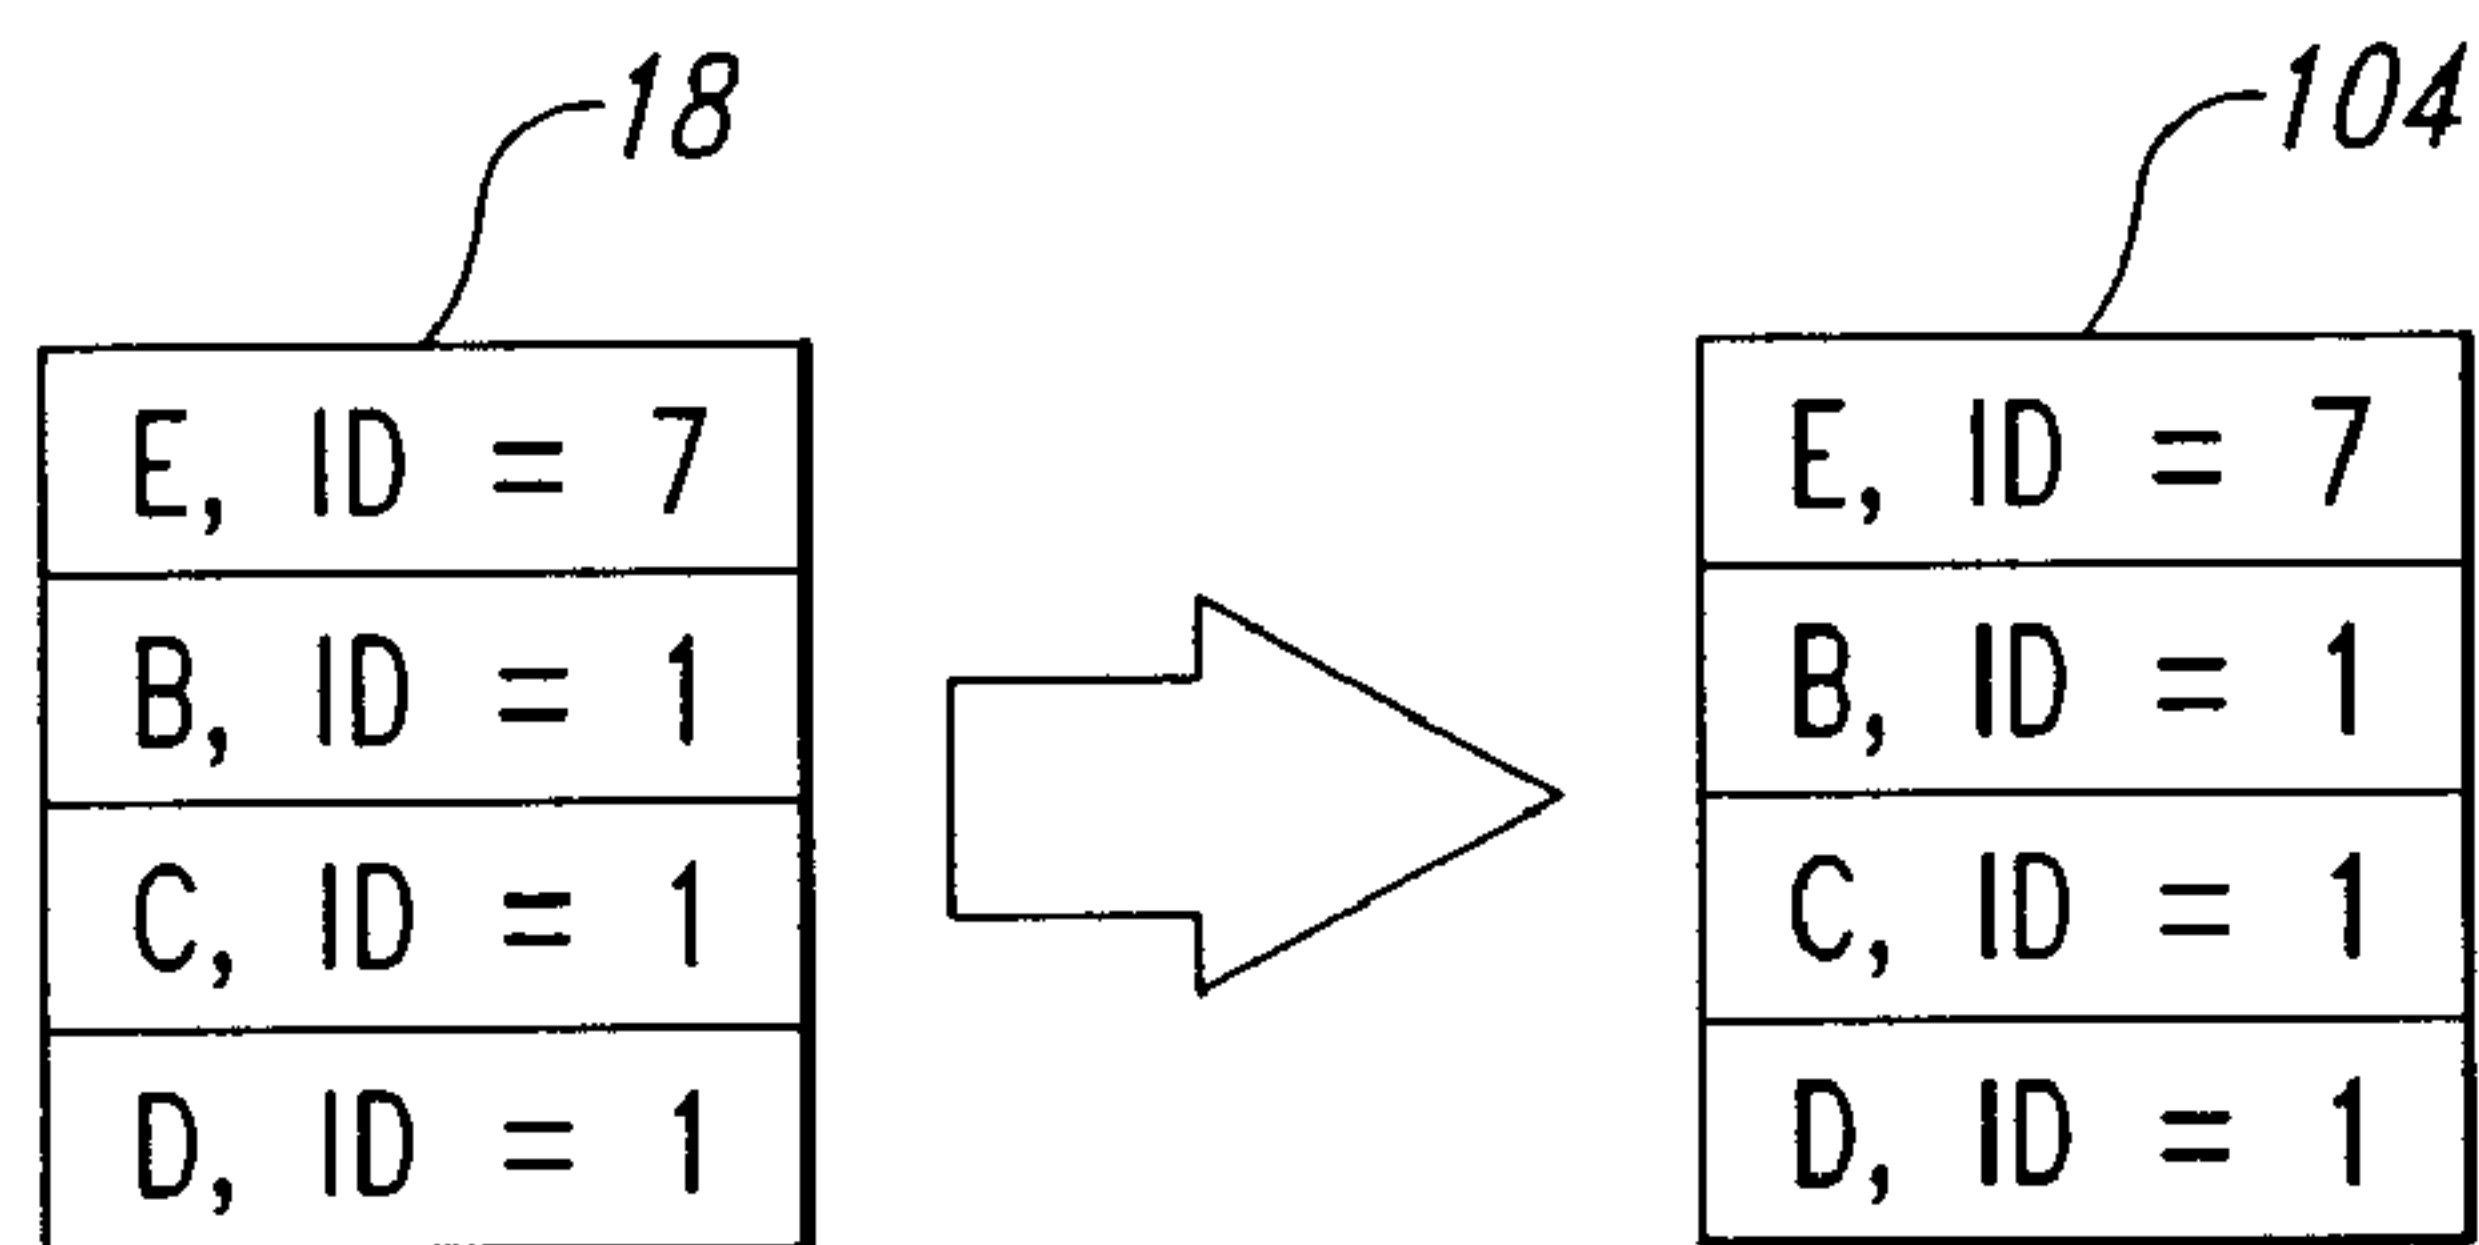 18
E, ID = 7
B, ID = 1
C, ID = 1
D, ID = 1
104
E, ID = 7
B, ID = 1
C, ID = 1
D, ID = 1